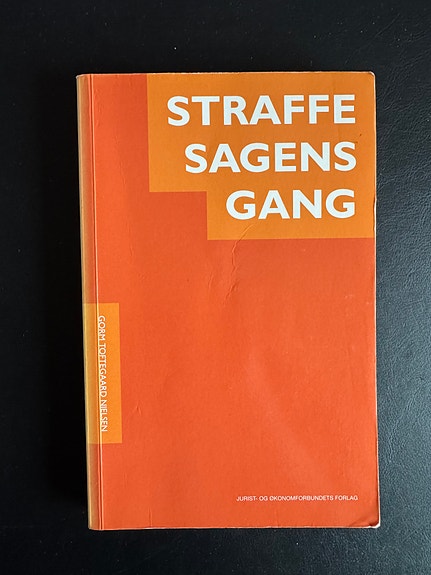 STRAFFE
SAGENS
GANG
GORM TOFTEGAARD NIELSEN
JURIST- OG ØKONOMFORBUNDETS FORLAG